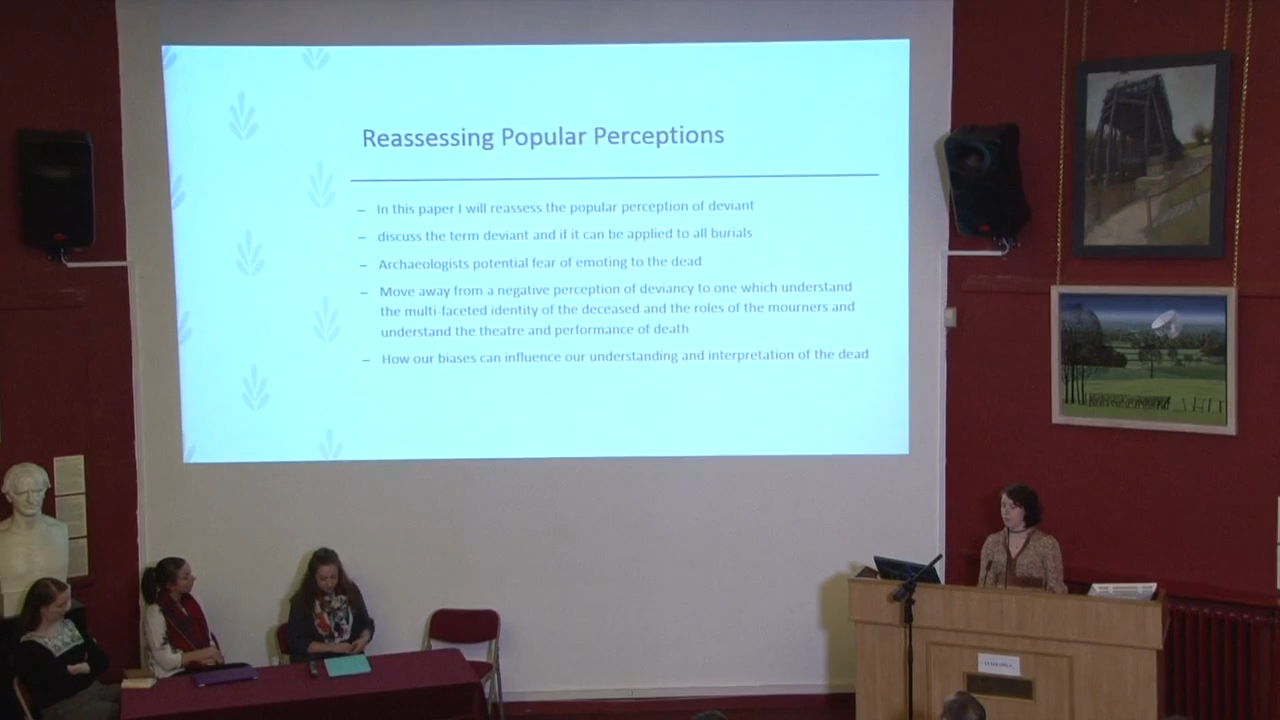 Reassessing Popular Perceptions
– In this paper I will reassess the popular perception of deviant
– discuss the term deviant and if it can be applied to all burials
– Archaeologists potential fear of emoting to the dead
– Move away from a negative perception of deviancy to one which understand
the multi-faceted identity of the deceased and the roles of the mourners and
understand the theatre and performance of death
– How our biases can influence our understanding and interpretation of the dead